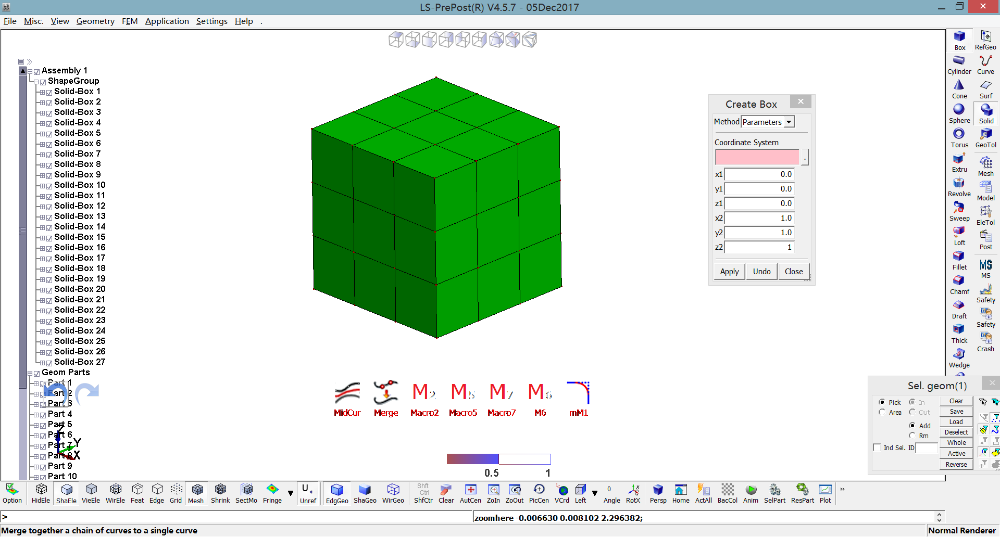 LS-PrePost(R) V4.5.7 - 05Dec2017
File Misc. View Geometry FEM Application Settings Help .
Assembly 1
ShapeGroup
Solid-Box 1
Solid-Box 2
Solid-Box 3
Solid-Box 4
Solid-Box 5
Solid-Box 6
Solid-Box 7
Solid-Box 8
Solid-Box 9
Solid-Box 10
Solid-Box 11
Solid-Box 12
Solid-Box 13
Solid-Box 14
Solid-Box 15
Solid-Box 16
Solid-Box 17
Solid-Box 18
Solid-Box 19
Solid-Box 20
Solid-Box 21
Solid-Box 22
Solid-Box 23
Solid-Box 24
Solid-Box 25
Solid-Box 26
Solid-Box 27
Geom Parts
Part 1
Part 2
Part 3
Part 4
Part 5
Part 6
Part 7
Part 8
Part 9
Part 10
Z
Y
X
Create Box
Method Parameters
Coordinate System
.
x1 0.0
y1 0.0
z1 0.0
x2 1.0
y2 1.0
z2 1
Apply Undo Close
Box RefGeo
Cylinder Curve
Cone Surf
Sphere Solid
Torus GeoTol
Extru Mesh
Revolve Model
Sweep EleTol
Loft Post
Fillet MS
MS
Chamf Safety
Draft Safety
Thick Crash
Wedge
M2 M5 M7 M6
MidCur Merge Macro2 Macro5 Macro7 M6 mM1
0.5 1
Sel. geom(1)
Pick In Clear
Area Out Save
Load
Add Deselect
Rm Whole
Ind Sel. ID Active
Reverse
U
Shft
Ctrl
0
Option HidEle ShaEle VieEle WirEle Feat Edge Grid Mesh Shrink SectMo Fringe Unref EdgGeo ShaGeo WirGeo ShfCtr Clear AutCen ZoIn ZoOut PicCen VCrd Left Angle RotX Persp Home ActAll BacCol Anim SelPart ResPart Plot
>
zoomhere -0.006630 0.008102 2.296382;
Merge together a chain of curves to a single curve
Normal Renderer